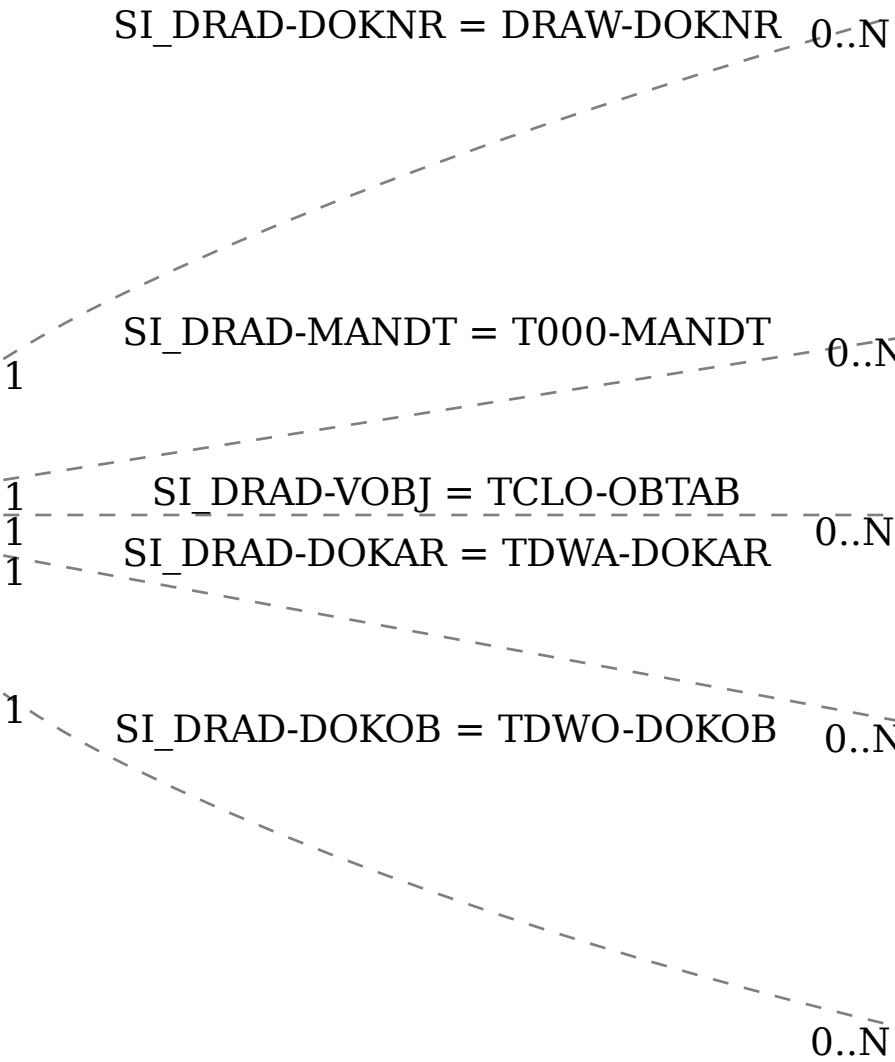 SI_DRAD-DOKNR = DRAW-DOKNR 0..N
SI_DRAD-MANDT = T000-MANDT 0..N
1
SI_DRAD-VOBJ = TCLO-OBTAB
1
1 0..N
SI_DRAD-DOKAR = TDWA-DOKAR
1
1 SI_DRAD-DOKOB = TDWO-DOKOB 0..N
0..N